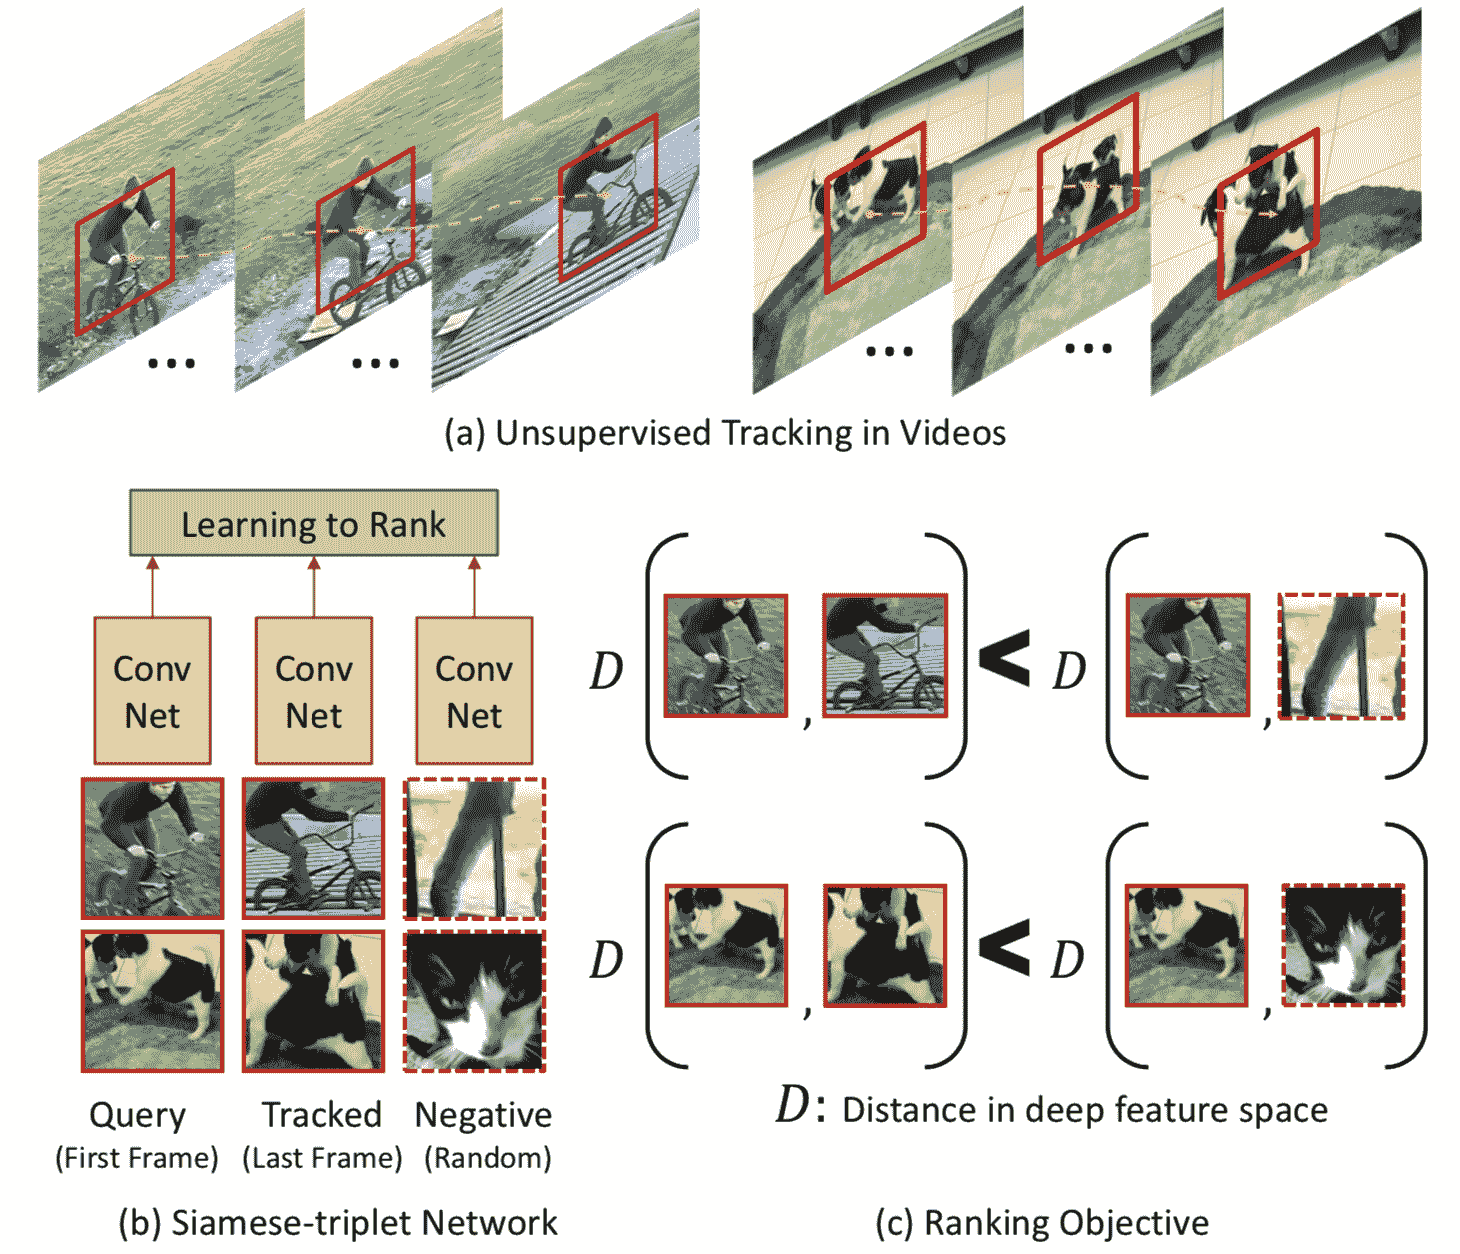 ... ... ... ...
(a) Unsupervised Tracking in Videos
Learning to Rank
Conv Net Conv Net Conv Net
Query (First Frame)
Tracked (Last Frame)
Negative (Random)
(b) Siamese-triplet Network
D ( , ) < D ( , )
D ( , ) < D ( , )
D: Distance in deep feature space
(c) Ranking Objective